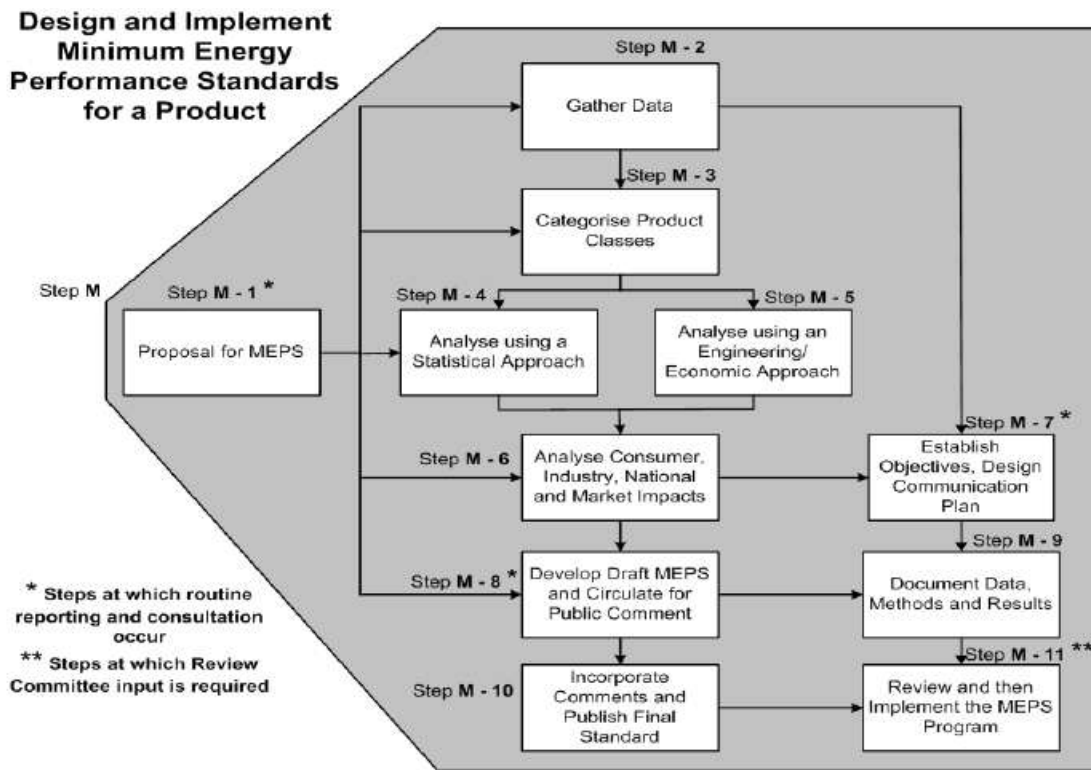 Design and Implement
Minimum Energy
Performance Standards
for a Product
Step M - 2
Gather Data
Step M - 3
Categorise Product
Classes
Step M
Step M - 1 *
Proposal for MEPS
Step M - 4
Analyse using a
Statistical Approach
Step M - 5
Analyse using an
Engineering/
Economic Approach
Step M - 6
Analyse Consumer,
Industry, National
and Market Impacts
Step M - 7 *
Establish
Objectives, Design
Communication
Plan
Step M - 8 *
Develop Draft MEPS
and Circulate for
Public Comment
Step M - 9
Document Data,
Methods and Results
Step M - 10
Incorporate
Comments and
Publish Final
Standard
Step M - 11 **
Review and then
Implement the MEPS
Program
* Steps at which routine
reporting and consultation
occur
** Steps at which Review
Committee input is required